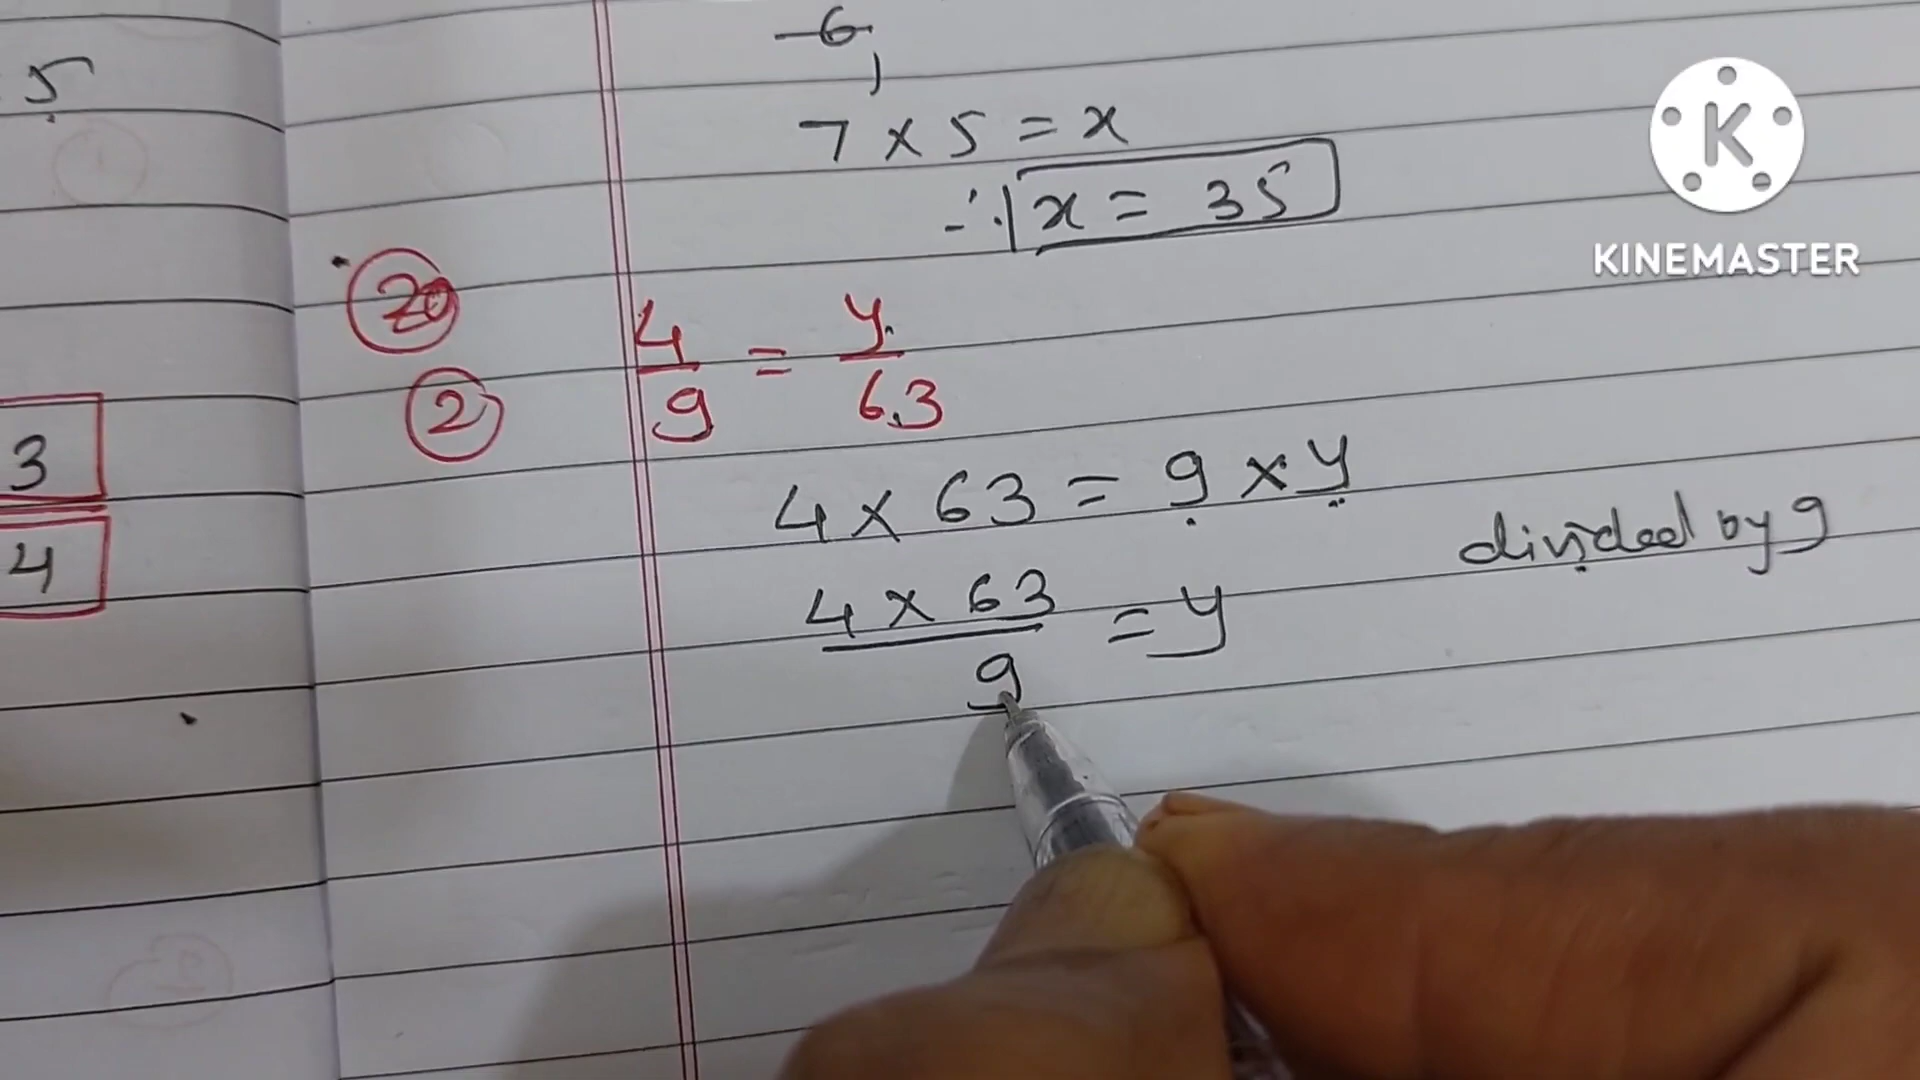 5
3
4
6
7 × 5 = x
∴ x = 35
20
2
4/9 = y/63
4 × 63 = 9 × y
divided by 9
4 × 63 / 9 = y
K
KINEMASTER